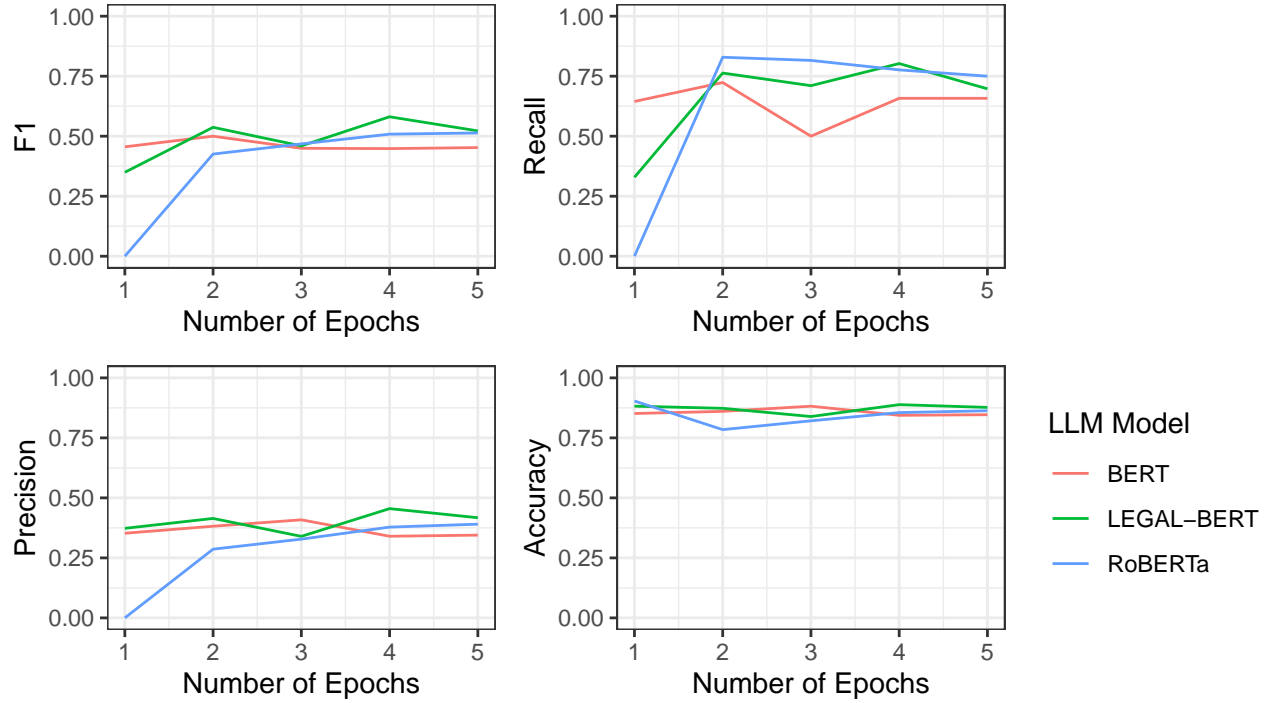 F1
1.00
0.75
0.50
0.25
0.00
1 2 3 4 5
Number of Epochs
Recall
1.00
0.75
0.50
0.25
0.00
1 2 3 4 5
Number of Epochs
Precision
1.00
0.75
0.50
0.25
0.00
1 2 3 4 5
Number of Epochs
Accuracy
1.00
0.75
0.50
0.25
0.00
1 2 3 4 5
Number of Epochs
LLM Model
BERT
LEGAL−BERT
RoBERTa